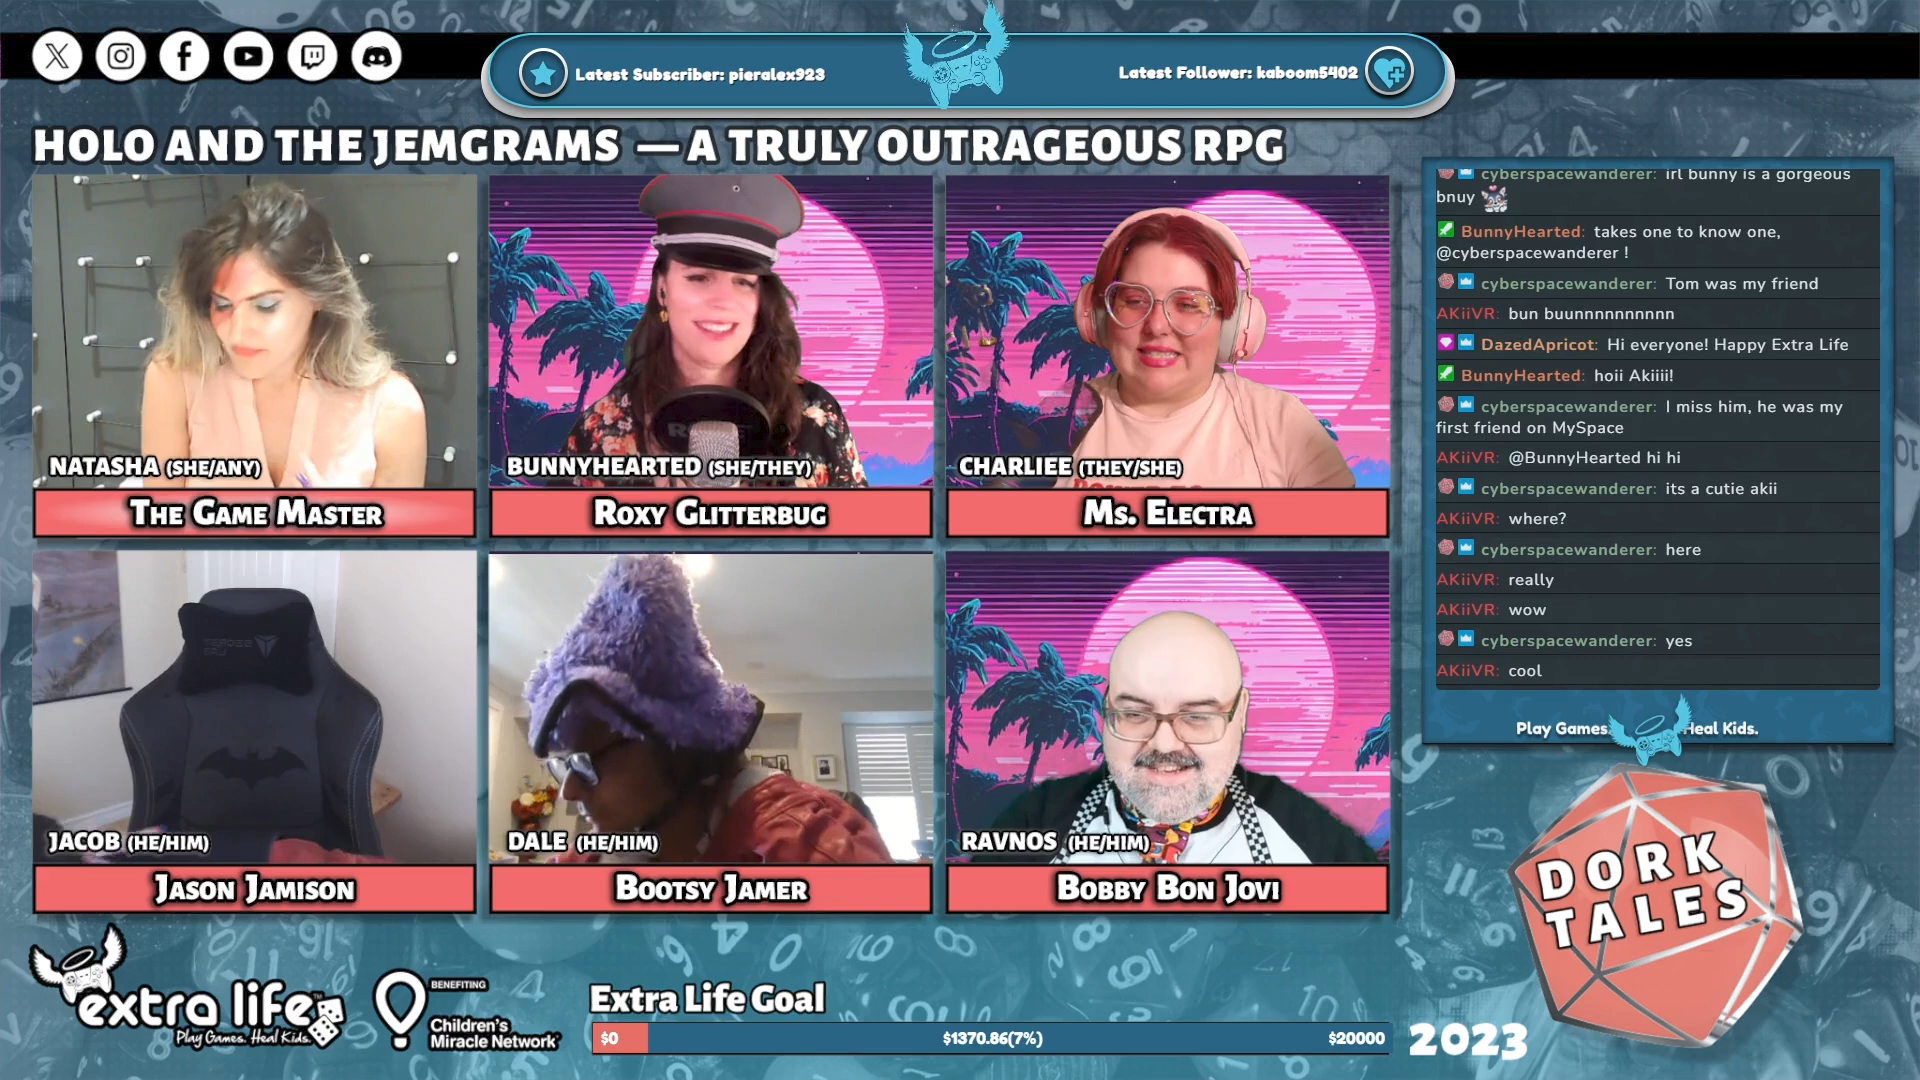 Latest Subscriber: pieralex923
Latest Follower: kaboom5402
HOLO AND THE JEMGRAMS — A TRULY OUTRAGEOUS RPG
NATASHA (SHE/ANY)
THE GAME MASTER
BUNNYHEARTED (SHE/THEY)
ROXY GLITTERBUG
CHARLIEE (THEY/SHE)
MS. ELECTRA
JACOB (HE/HIM)
JASON JAMISON
DALE (HE/HIM)
BOOTSY JAMER
RAVNOS (HE/HIM)
BOBBY BON JOVI
cyberspacewanderer: irl bunny is a gorgeous
bnuy
BunnyHearted: takes one to know one,
@cyberspacewanderer !
cyberspacewanderer: Tom was my friend
AKiiVR: bun buunnnnnnnnnn
DazedApricot: Hi everyone! Happy Extra Life
BunnyHearted: hoii Akiiii!
cyberspacewanderer: I miss him, he was my
first friend on MySpace
AKiiVR: @BunnyHearted hi hi
cyberspacewanderer: its a cutie akii
AKiiVR: where?
cyberspacewanderer: here
AKiiVR: really
AKiiVR: wow
cyberspacewanderer: yes
AKiiVR: cool
Play Games. Heal Kids.
DORK
TALES
extra life™
Play Games. Heal Kids.
BENEFITING
Children's
Miracle Network
Extra Life Goal
$0 $1370.86(7%) $20000
2023